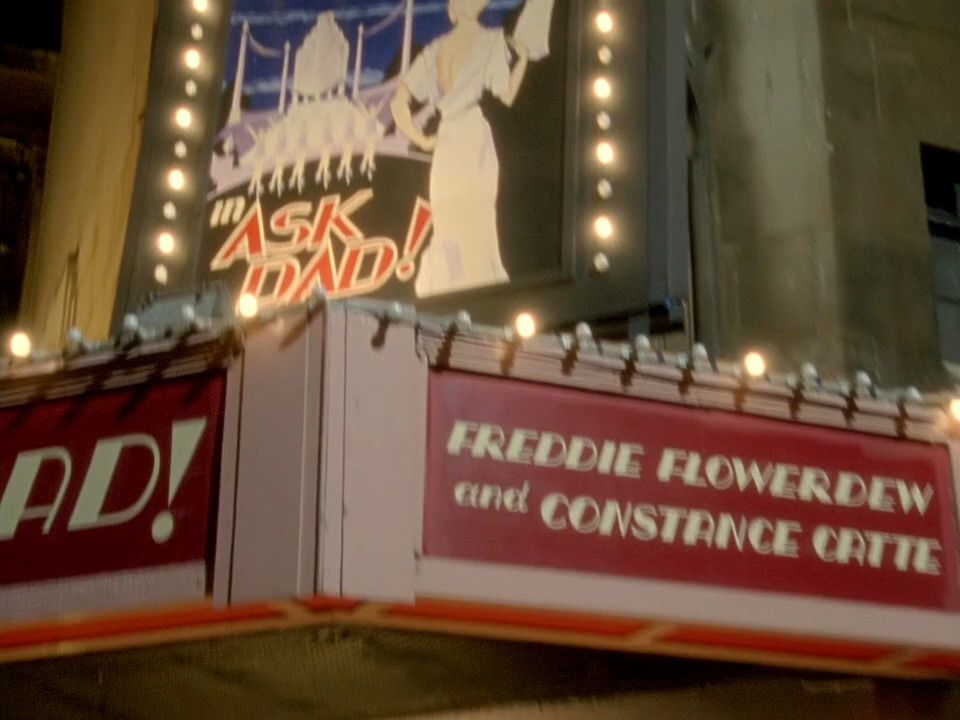 in
ASK
DAD!
AD!
FREDDIE FLOWERDEW
and CONSTANCE CATTE